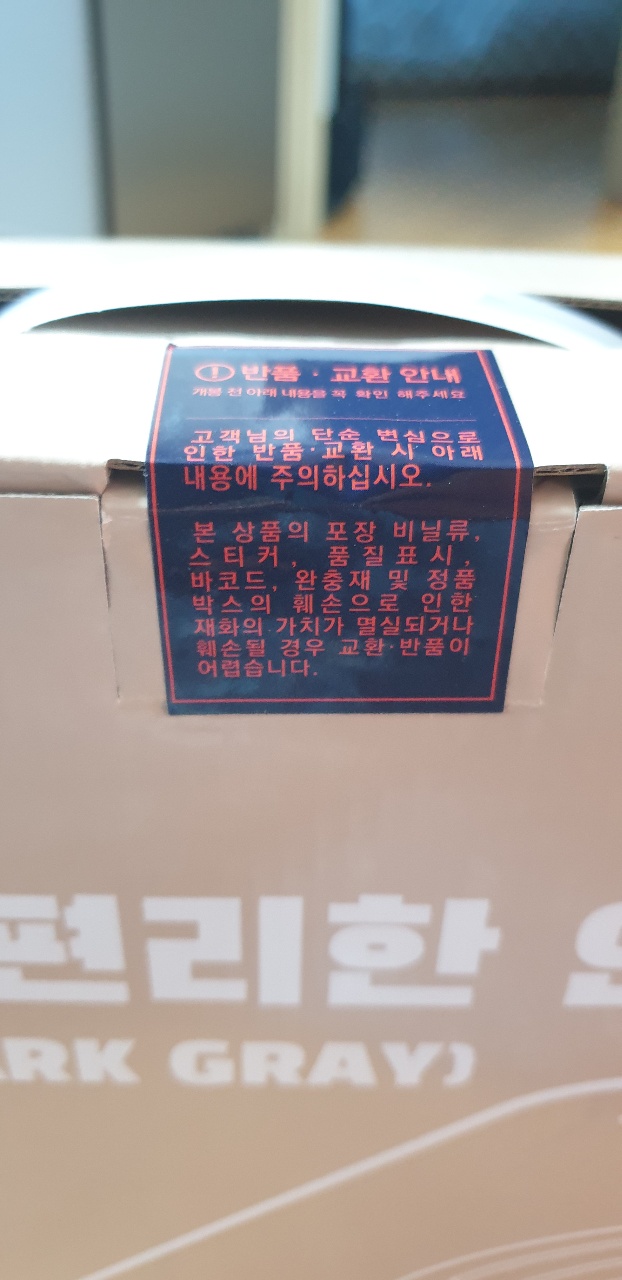 ! 반품 · 교환 안내
개봉 전 아래 내용을 꼭 확인 해주세요
고객님의 단순 변심으로
인한 반품·교환 시 아래
내용에 주의하십시오.
본 상품의 포장 비닐류,
스티커, 품질표시,
바코드, 완충재 및 정품
박스의 훼손으로 인한
재화의 가치가 멸실되거나
훼손될 경우 교환·반품이
어렵습니다.
편리한
ARK GRAY)